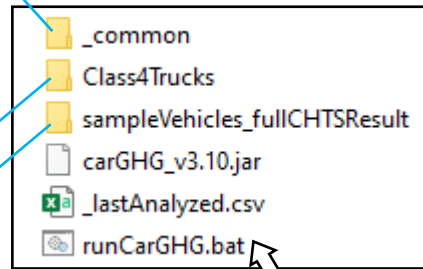 _common
Class4Trucks
sampleVehicles_fullCHTSResult
carGHG_v3.10.jar
_lastAnalyzed.csv
runCarGHG.bat